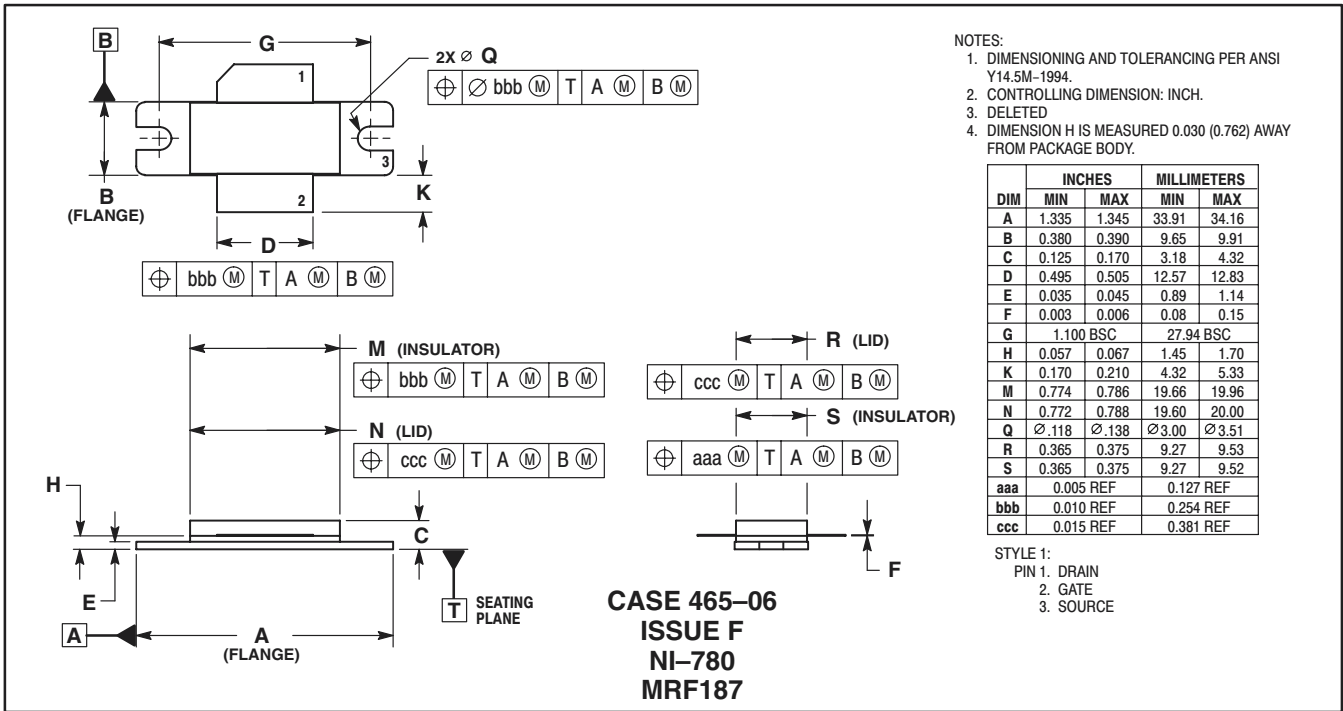 B
G
2X ∅ Q
⌖ ∅ bbb Ⓜ T A Ⓜ B Ⓜ
1
3
2
B
(FLANGE)
K
D
⌖ bbb Ⓜ T A Ⓜ B Ⓜ
M (INSULATOR)
⌖ bbb Ⓜ T A Ⓜ B Ⓜ
N (LID)
⌖ ccc Ⓜ T A Ⓜ B Ⓜ
R (LID)
⌖ ccc Ⓜ T A Ⓜ B Ⓜ
S (INSULATOR)
⌖ aaa Ⓜ T A Ⓜ B Ⓜ
H
C
E
F
T SEATING
PLANE
A
A
(FLANGE)
CASE 465–06
ISSUE F
NI–780
MRF187
NOTES:
1. DIMENSIONING AND TOLERANCING PER ANSI
Y14.5M–1994.
2. CONTROLLING DIMENSION: INCH.
3. DELETED
4. DIMENSION H IS MEASURED 0.030 (0.762) AWAY
FROM PACKAGE BODY.
INCHES MILLIMETERS
DIM MIN MAX MIN MAX
A 1.335 1.345 33.91 34.16
B 0.380 0.390 9.65 9.91
C 0.125 0.170 3.18 4.32
D 0.495 0.505 12.57 12.83
E 0.035 0.045 0.89 1.14
F 0.003 0.006 0.08 0.15
G 1.100 BSC 27.94 BSC
H 0.057 0.067 1.45 1.70
K 0.170 0.210 4.32 5.33
M 0.774 0.786 19.66 19.96
N 0.772 0.788 19.60 20.00
Q ∅.118 ∅.138 ∅3.00 ∅3.51
R 0.365 0.375 9.27 9.53
S 0.365 0.375 9.27 9.52
aaa 0.005 REF 0.127 REF
bbb 0.010 REF 0.254 REF
ccc 0.015 REF 0.381 REF
STYLE 1:
PIN 1. DRAIN
2. GATE
3. SOURCE